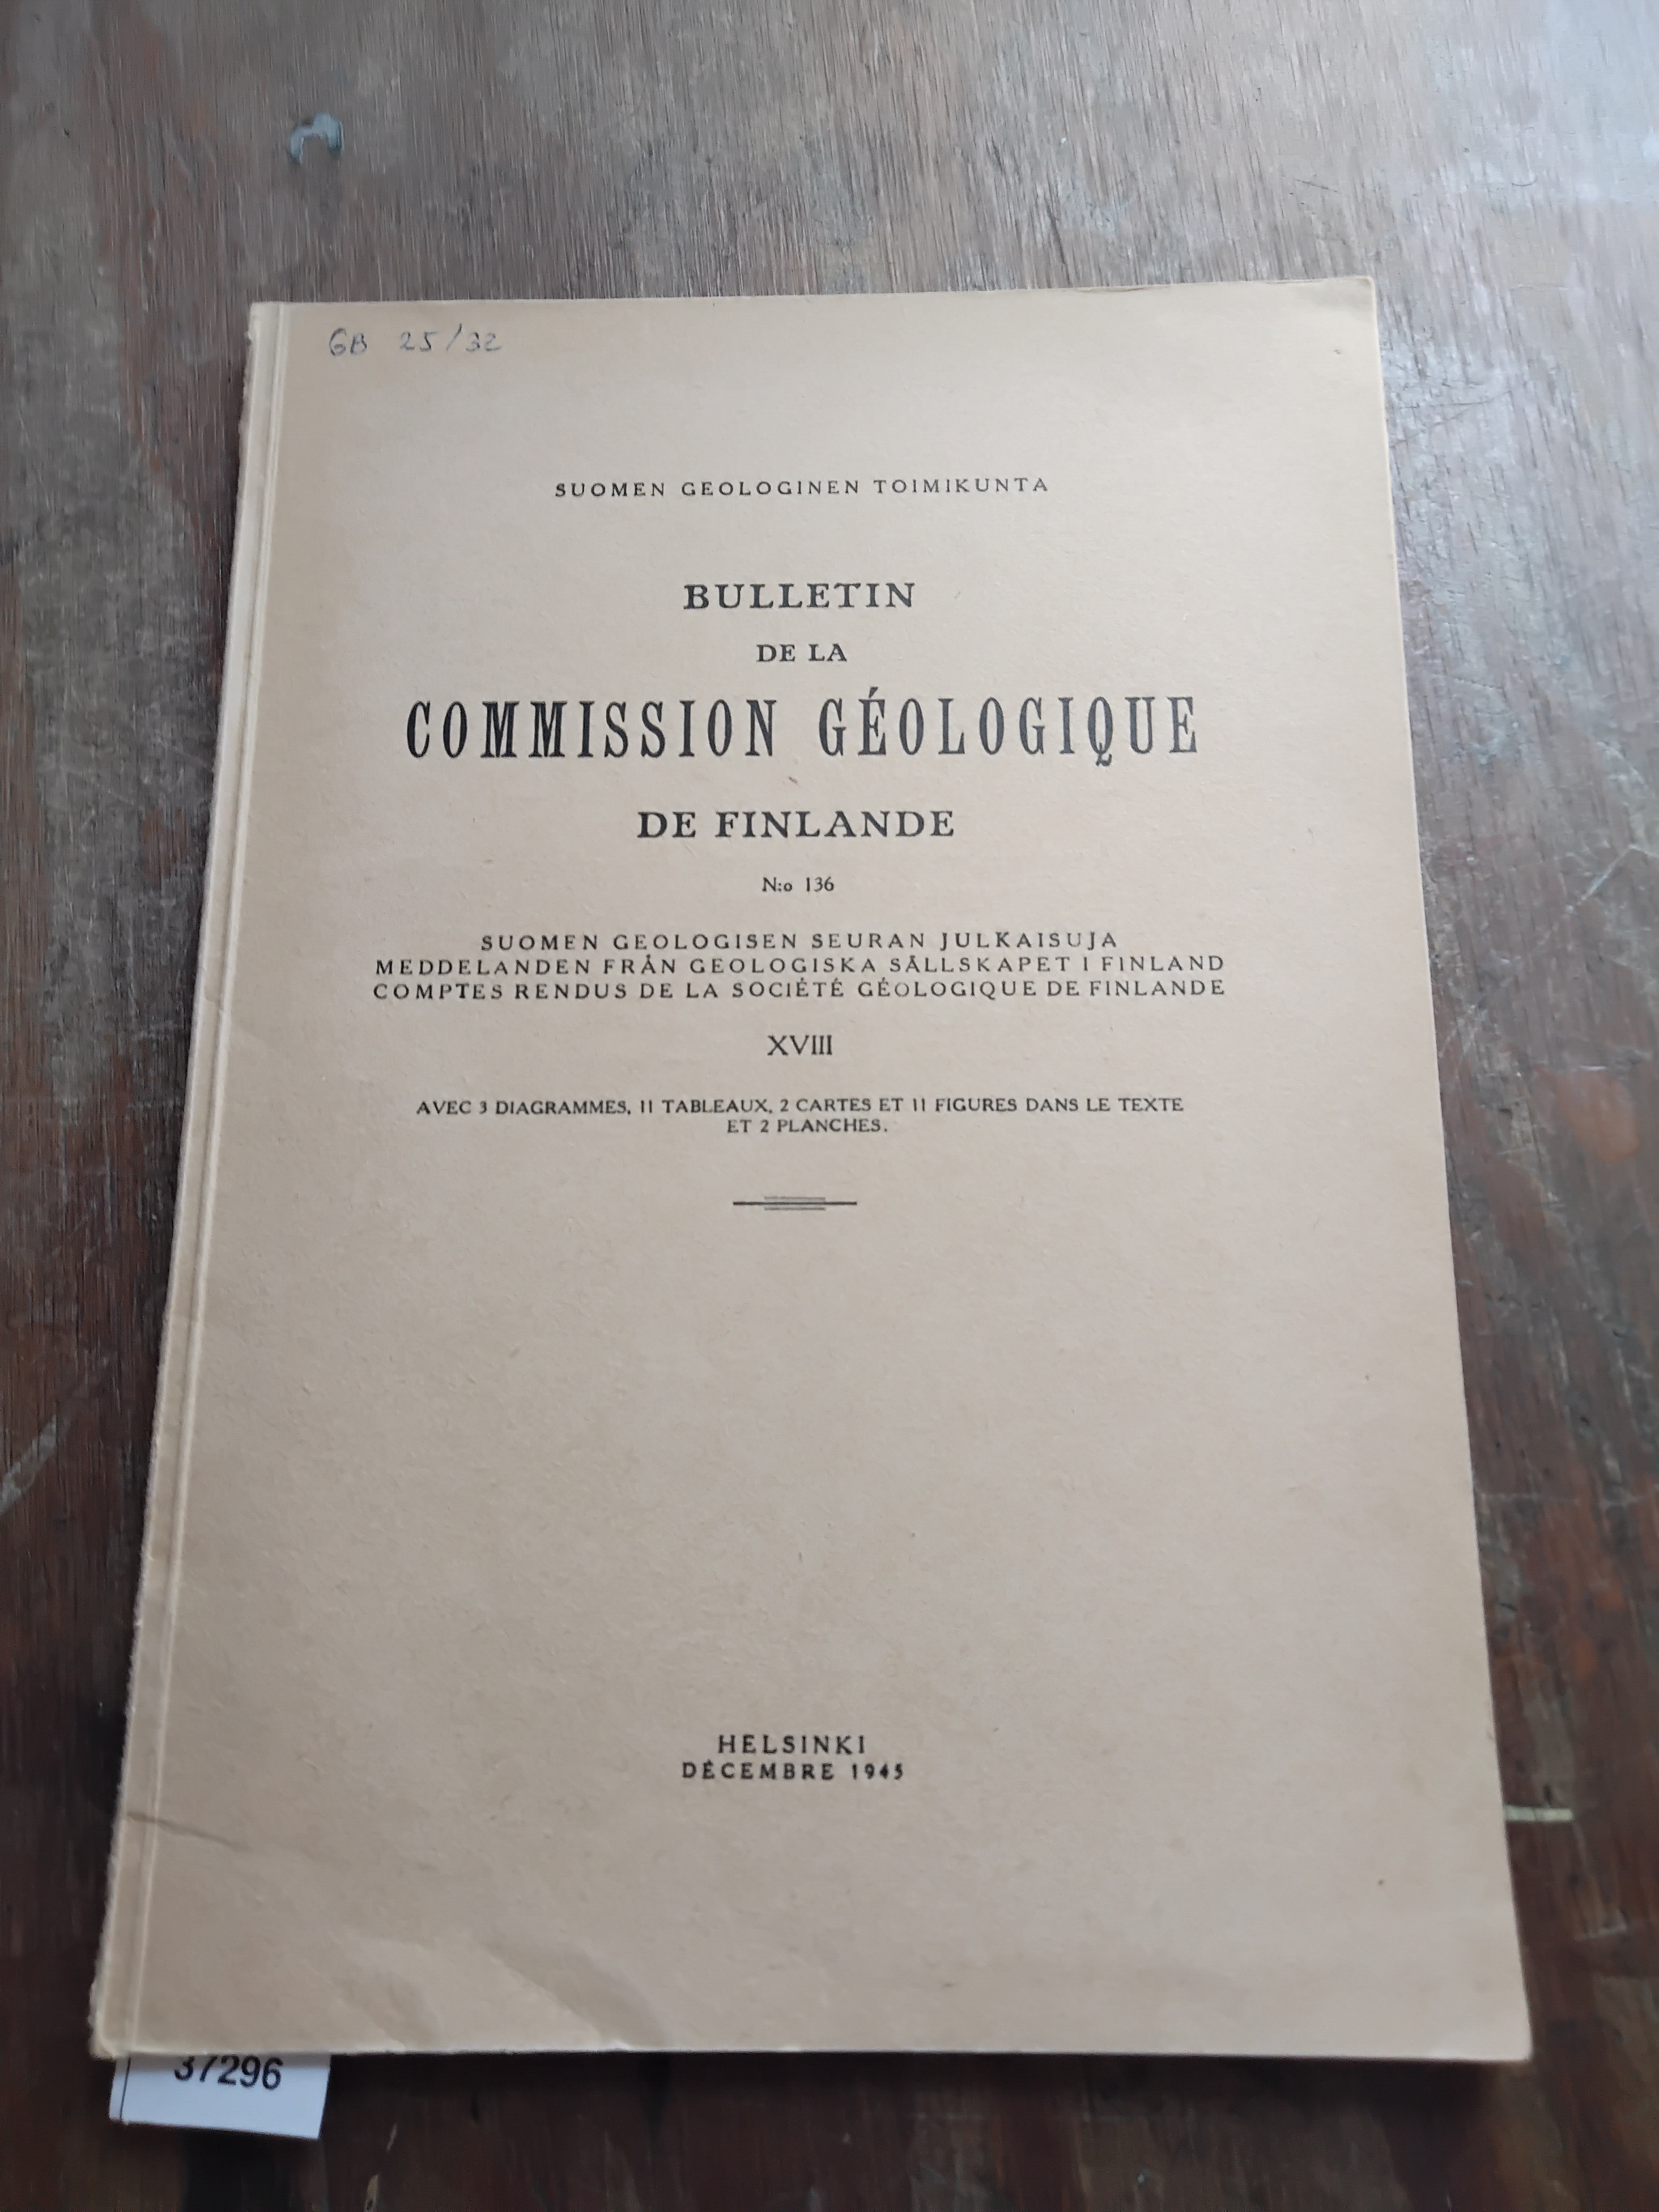 GB 25/32
SUOMEN GEOLOGINEN TOIMIKUNTA
BULLETIN
DE LA
COMMISSION GÉOLOGIQUE
DE FINLANDE
N:o 136
SUOMEN GEOLOGISEN SEURAN JULKAISUJA
MEDDELANDEN FRÅN GEOLOGISKA SÄLLSKAPET I FINLAND
COMPTES RENDUS DE LA SOCIÉTÉ GÉOLOGIQUE DE FINLANDE
XVIII
AVEC 3 DIAGRAMMES, 11 TABLEAUX, 2 CARTES ET 11 FIGURES DANS LE TEXTE
ET 2 PLANCHES.
HELSINKI
DÉCEMBRE 1945
37296